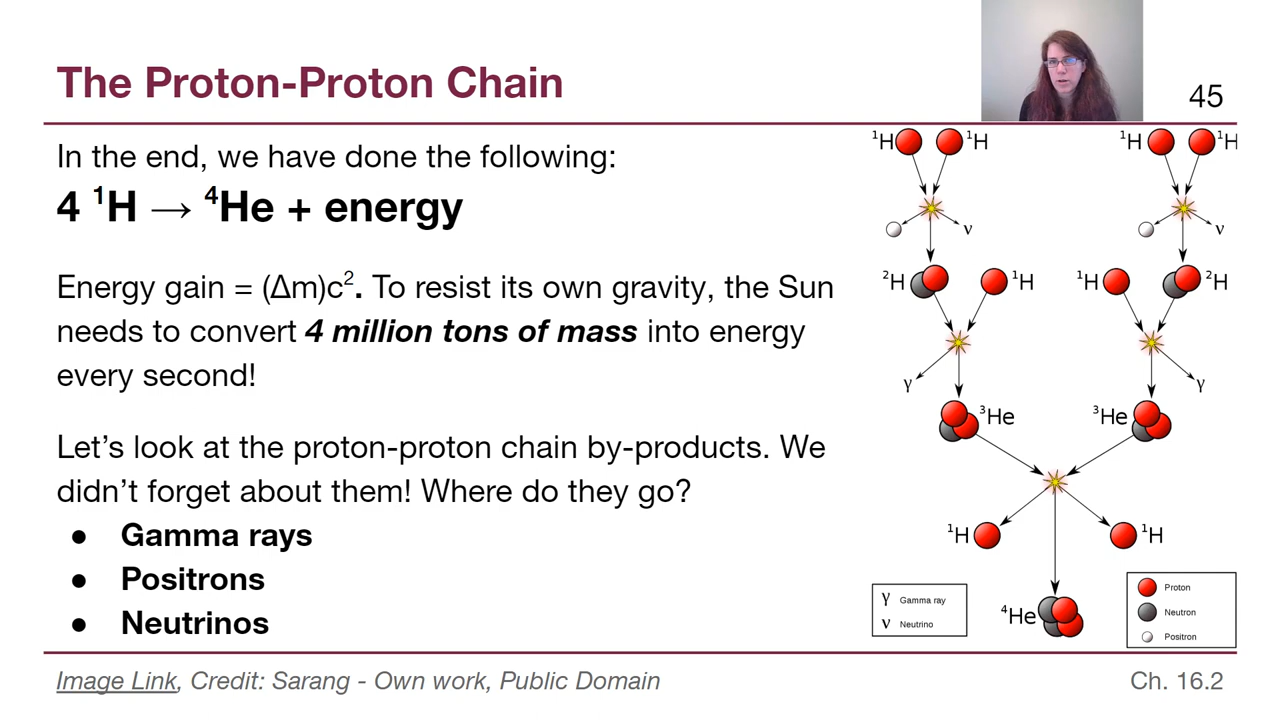 The Proton-Proton Chain
45
In the end, we have done the following:
4 ¹H → ⁴He + energy
Energy gain = (Δm)c². To resist its own gravity, the Sun
needs to convert 4 million tons of mass into energy
every second!
Let's look at the proton-proton chain by-products. We
didn't forget about them! Where do they go?
● Gamma rays
● Positrons
● Neutrinos
¹H ¹H ¹H ¹H
ν ν
²H ¹H ¹H ²H
γ γ
³He ³He
¹H ¹H
⁴He
γ Gamma ray
ν Neutrino
Proton
Neutron
Positron
Image Link, Credit: Sarang - Own work, Public Domain
Ch. 16.2